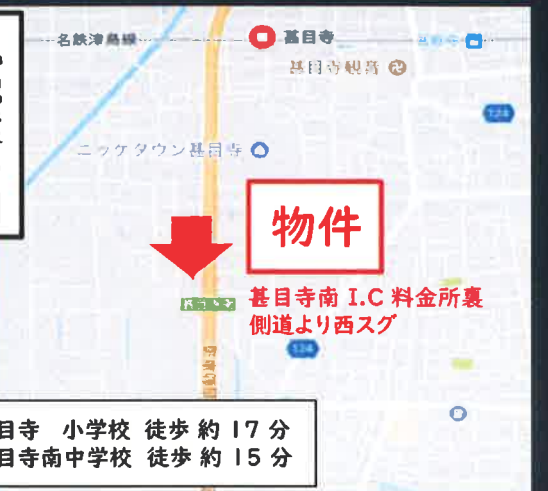 名鉄津島線
甚目寺
甚目寺観音
124
ニッケタウン甚目寺
物件
甚目寺南 I.C 料金所裏
側道より西スグ
124
目寺 小学校 徒歩 約 17 分
目寺南中学校 徒歩 約 15 分